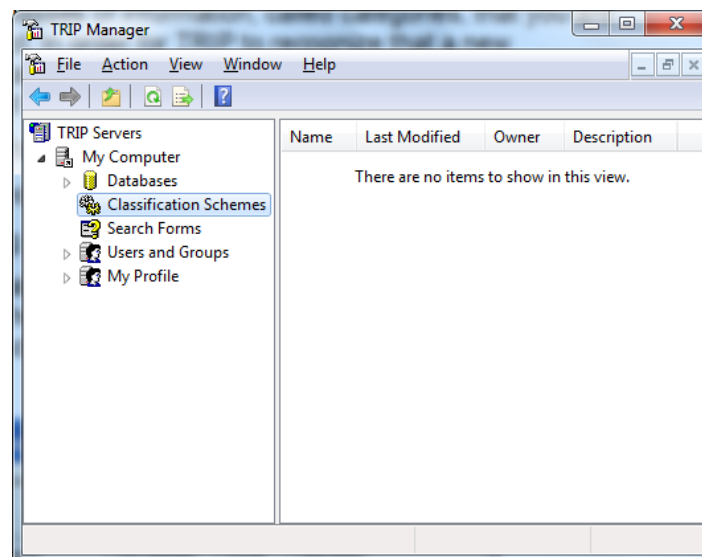 TRIP Manager
File Action View Window Help
TRIP Servers
My Computer
Databases
Classification Schemes
Search Forms
Users and Groups
My Profile
Name Last Modified Owner Description
There are no items to show in this view.